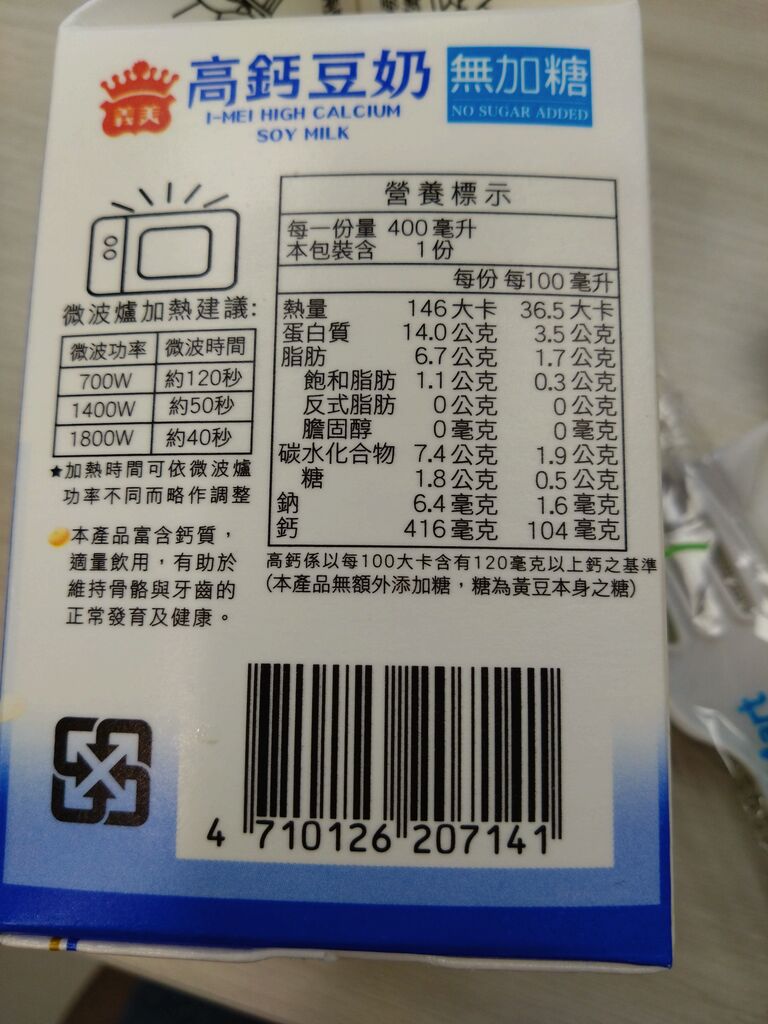 義美
高鈣豆奶
無加糖
I-MEI HIGH CALCIUM
SOY MILK
NO SUGAR ADDED
微波爐加熱建議:
微波功率 微波時間
700W 約120秒
1400W 約50秒
1800W 約40秒
★加熱時間可依微波爐
功率不同而略作調整
本產品富含鈣質，
適量飲用，有助於
維持骨骼與牙齒的
正常發育及健康。
營養標示
每一份量 400毫升
本包裝含 1份
每份 每100毫升
熱量 146大卡 36.5大卡
蛋白質 14.0公克 3.5公克
脂肪 6.7公克 1.7公克
飽和脂肪 1.1公克 0.3公克
反式脂肪 0公克 0公克
膽固醇 0毫克 0毫克
碳水化合物 7.4公克 1.9公克
糖 1.8公克 0.5公克
鈉 6.4毫克 1.6毫克
鈣 416毫克 104毫克
高鈣係以每100大卡含有120毫克以上鈣之基準
(本產品無額外添加糖，糖為黃豆本身之糖)
4 710126 207141